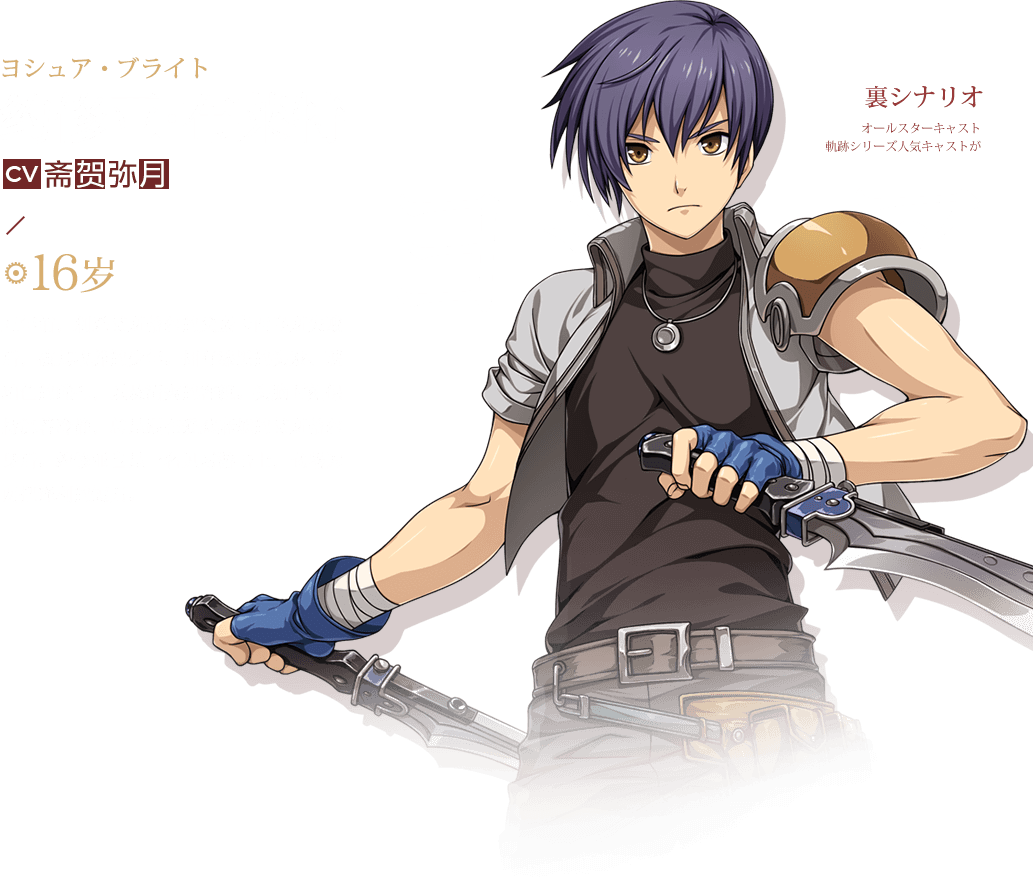 ヨシュア・ブライト
CV斋贺弥月
/
16岁
裏シナリオ
オールスターキャスト
軌跡シリーズ人気キャストが